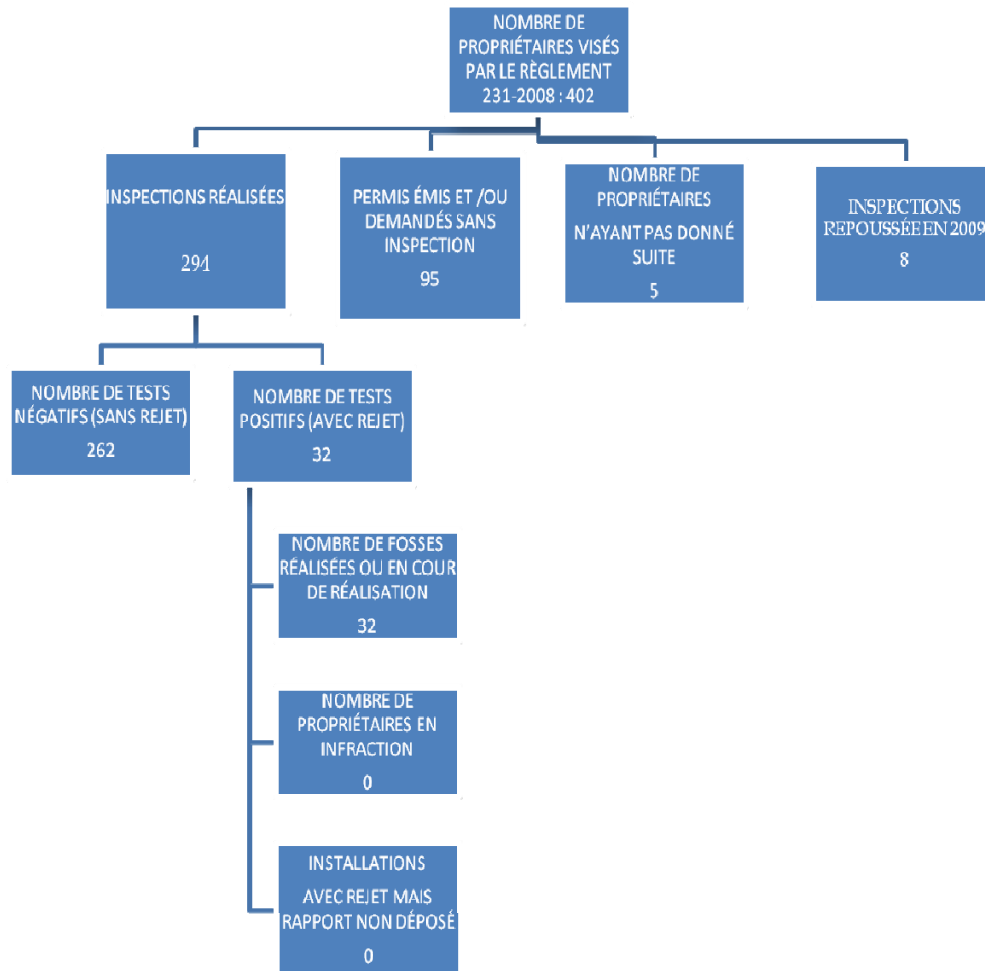 NOMBRE DE
PROPRIÉTAIRES VISÉS
PAR LE RÈGLEMENT
231-2008 : 402
INSPECTIONS RÉALISÉES
294
PERMIS ÉMIS ET /OU
DEMANDÉS SANS
INSPECTION
95
NOMBRE DE
PROPRIÉTAIRES
N'AYANT PAS DONNÉ
SUITE
5
INSPECTIONS
REPOUSSÉE EN 2009
8
NOMBRE DE TESTS
NÉGATIFS (SANS REJET)
262
NOMBRE DE TESTS
POSITIFS (AVEC REJET)
32
NOMBRE DE FOSSES
RÉALISÉES OU EN COUR
DE RÉALISATION
32
NOMBRE DE
PROPRIÉTAIRES EN
INFRACTION
0
INSTALLATIONS
AVEC REJET MAIS
RAPPORT NON DÉPOSÉ
0